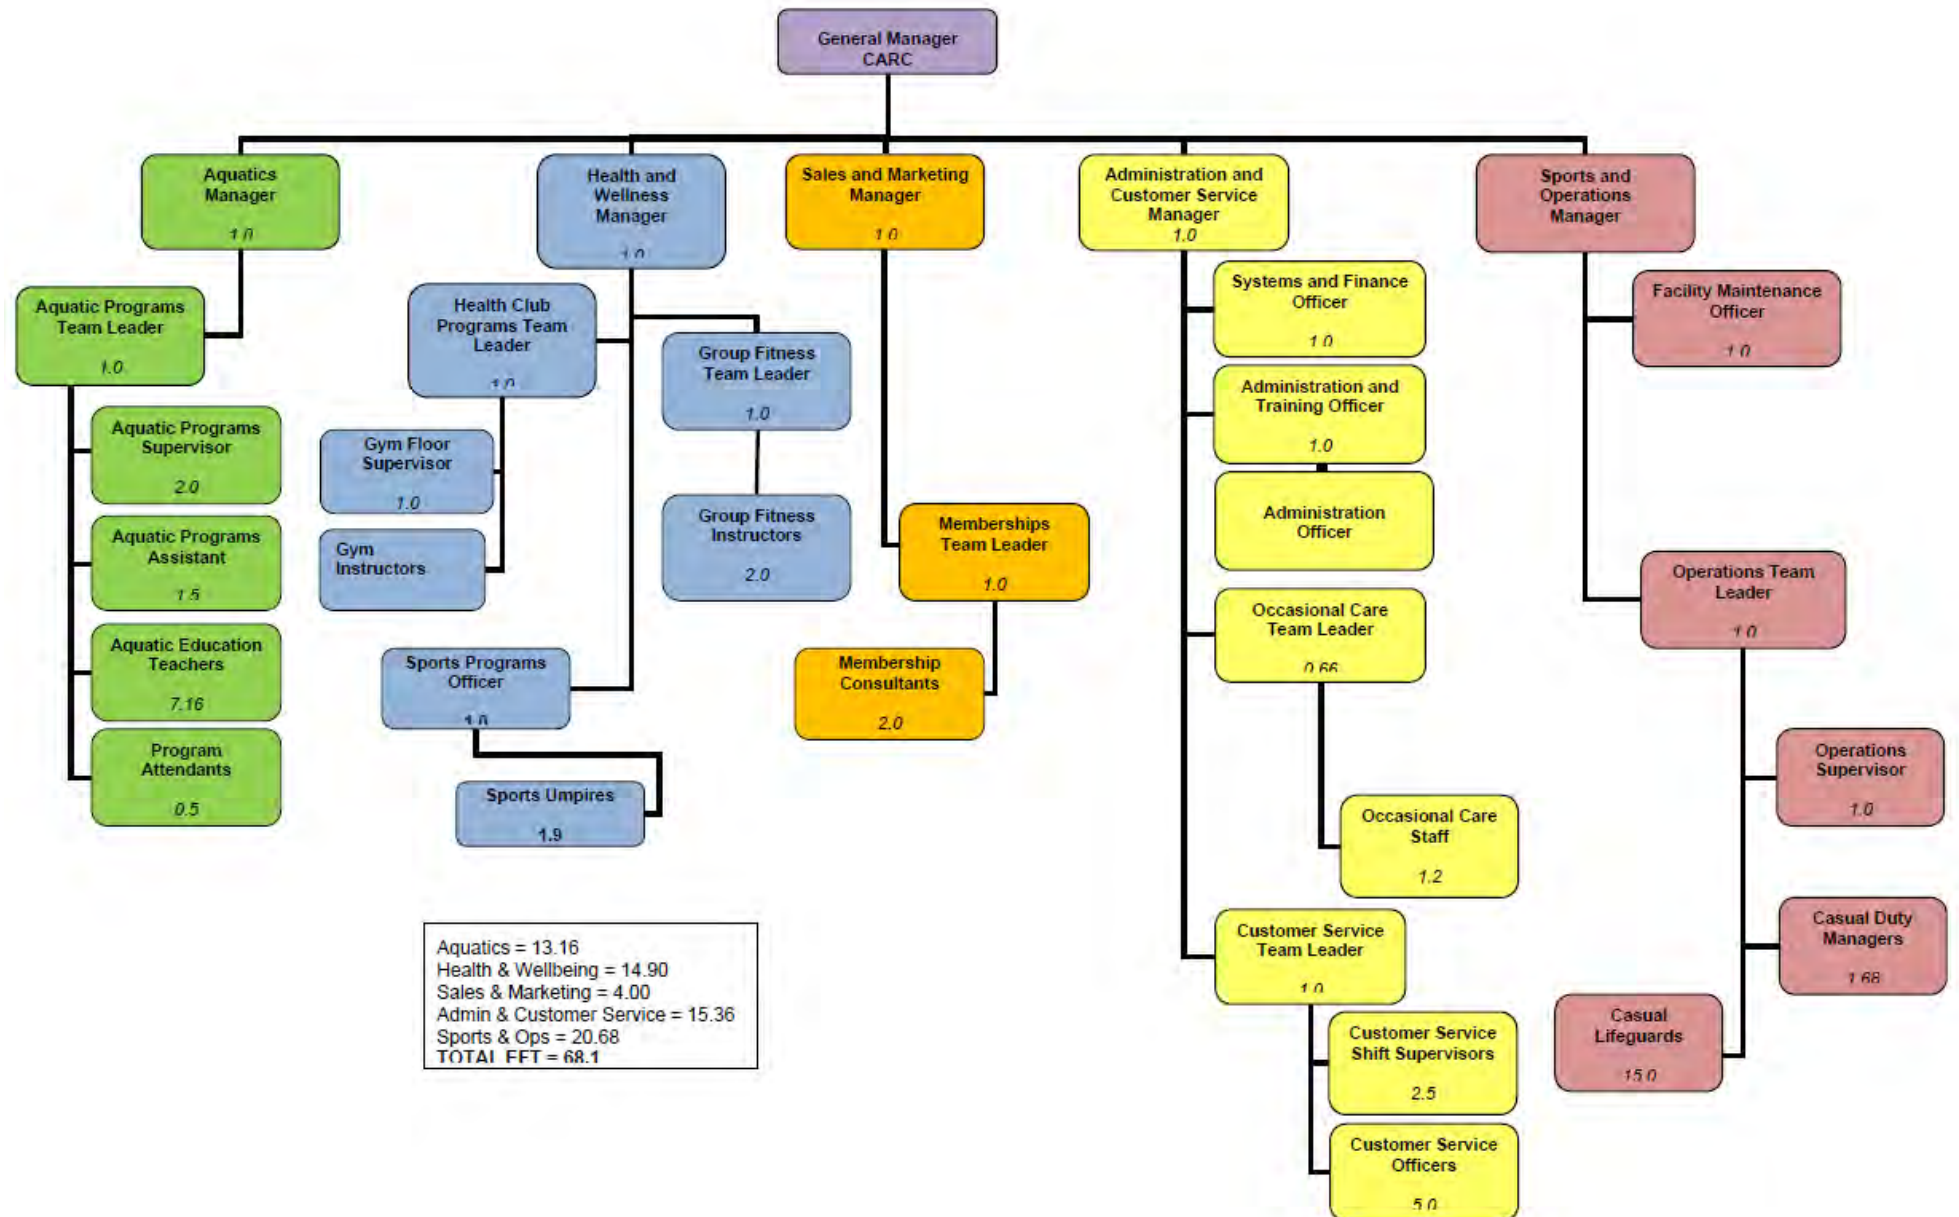 General Manager
CARC
Aquatics
Manager
1.0
Health and
Wellness
Manager
1.0
Sales and Marketing
Manager
1.0
Administration and
Customer Service
Manager
1.0
Sports and
Operations
Manager
Aquatic Programs
Team Leader
1.0
Aquatic Programs
Supervisor
2.0
Aquatic Programs
Assistant
1.5
Aquatic Education
Teachers
7.16
Program
Attendants
0.5
Health Club
Programs Team
Leader
1.0
Gym Floor
Supervisor
1.0
Gym
Instructors
Group Fitness
Team Leader
1.0
Group Fitness
Instructors
2.0
Sports Programs
Officer
1.0
Sports Umpires
1.9
Memberships
Team Leader
1.0
Membership
Consultants
2.0
Systems and Finance
Officer
1.0
Administration and
Training Officer
1.0
Administration
Officer
Occasional Care
Team Leader
0.66
Occasional Care
Staff
1.2
Customer Service
Team Leader
1.0
Customer Service
Shift Supervisors
2.5
Customer Service
Officers
5.0
Facility Maintenance
Officer
1.0
Operations Team
Leader
1.0
Operations
Supervisor
1.0
Casual Duty
Managers
1.68
Casual
Lifeguards
15.0
Aquatics = 13.16
Health & Wellbeing = 14.90
Sales & Marketing = 4.00
Admin & Customer Service = 15.36
Sports & Ops = 20.68
TOTAL EFT = 68.1